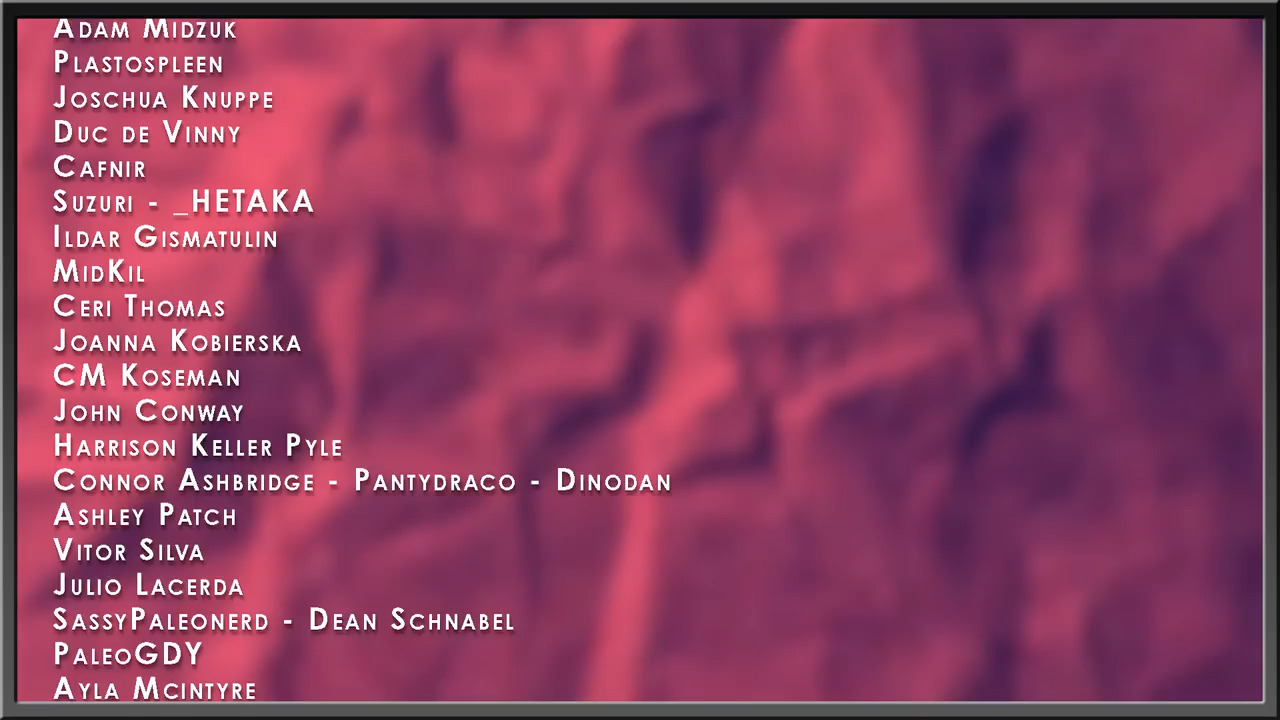 Adam Midzuk
Plastospleen
Joschua Knuppe
Duc de Vinny
Cafnir
Suzuri - _HETAKA
Ildar Gismatulin
MidKil
Ceri Thomas
Joanna Kobierska
CM Koseman
John Conway
Harrison Keller Pyle
Connor Ashbridge - Pantydraco - Dinodan
Ashley Patch
Vitor Silva
Julio Lacerda
SassyPaleonerd - Dean Schnabel
PaleoGDY
Ayla Mcintyre